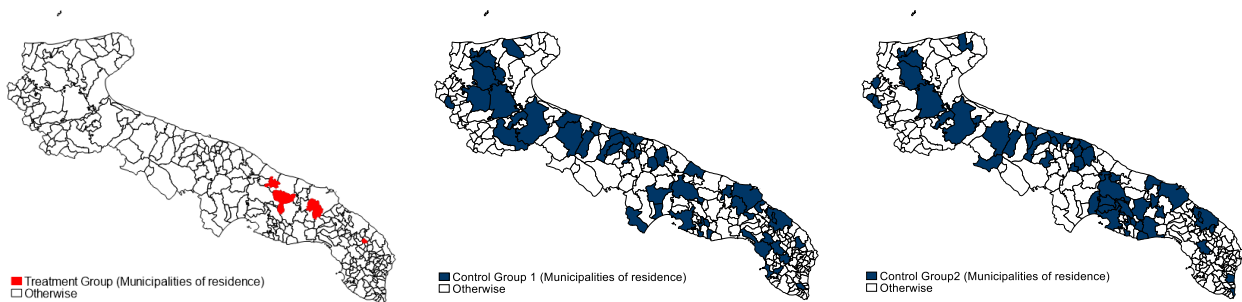 Treatment Group (Municipalities of residence)
Otherwise
Control Group 1 (Municipalities of residence)
Otherwise
Control Group2 (Municipalities of residence)
Otherwise